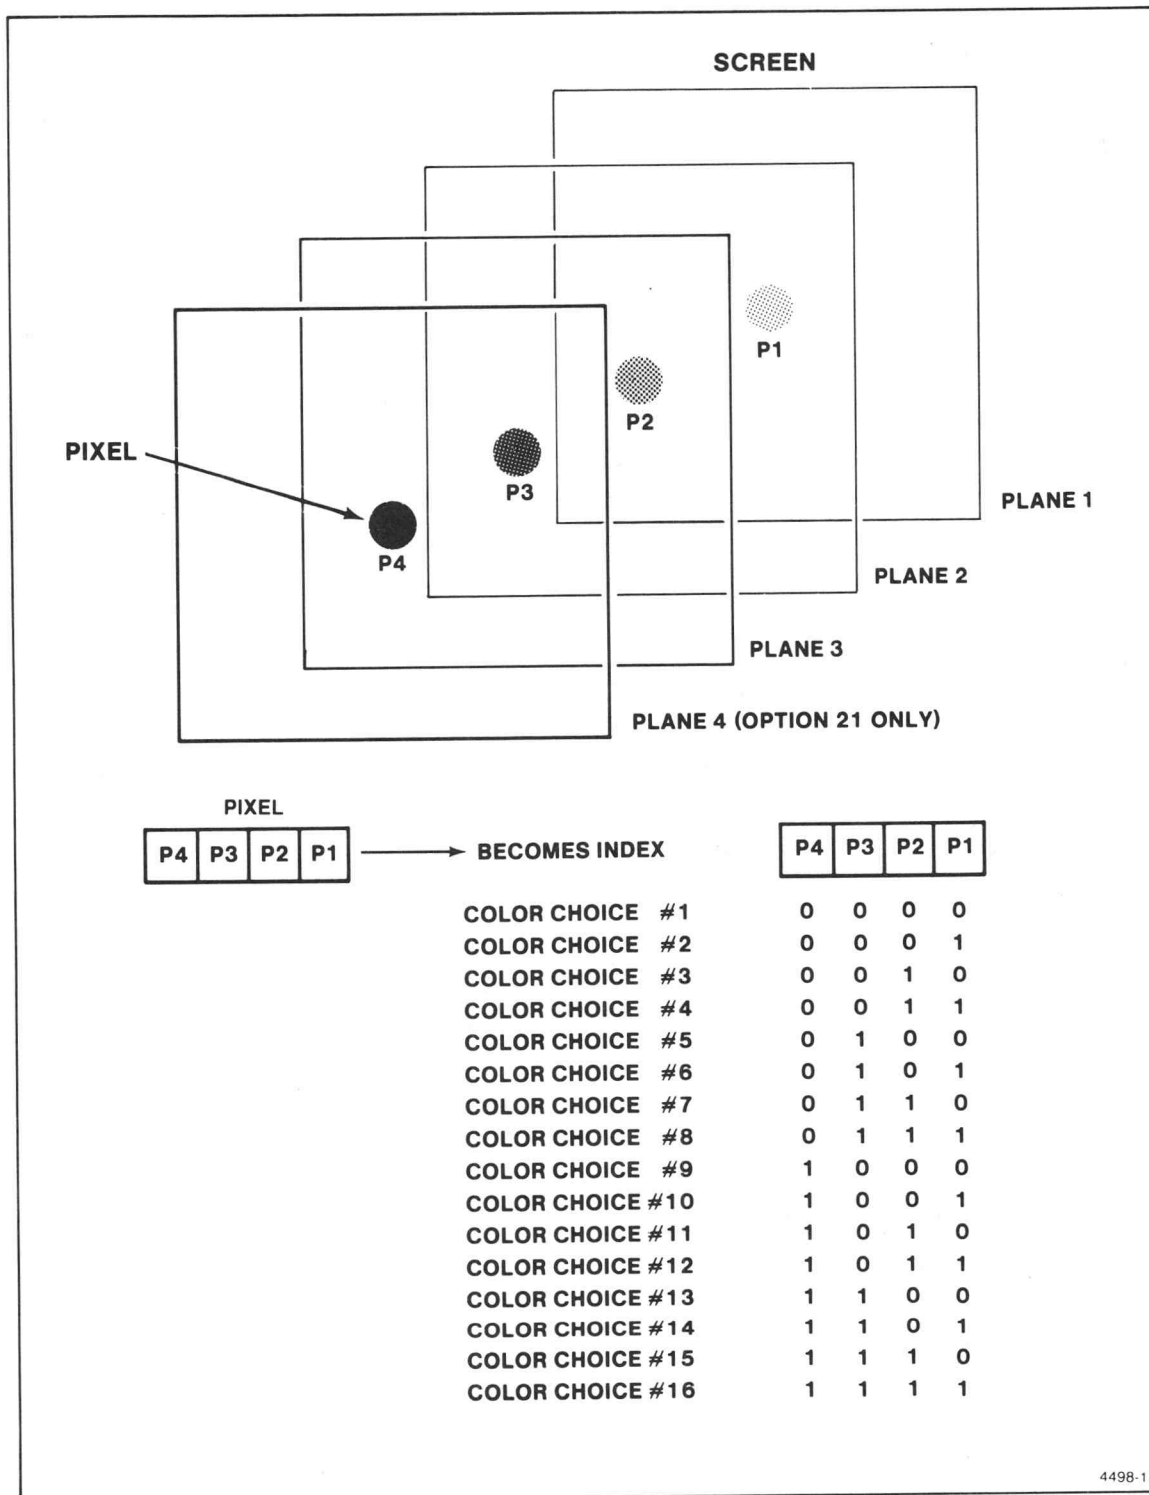 SCREEN
P1
P2
PIXEL
P3
PLANE 1
P4
PLANE 2
PLANE 3
PLANE 4 (OPTION 21 ONLY)
PIXEL
P4 P3 P2 P1 BECOMES INDEX P4 P3 P2 P1
COLOR CHOICE #1 0 0 0 0
COLOR CHOICE #2 0 0 0 1
COLOR CHOICE #3 0 0 1 0
COLOR CHOICE #4 0 0 1 1
COLOR CHOICE #5 0 1 0 0
COLOR CHOICE #6 0 1 0 1
COLOR CHOICE #7 0 1 1 0
COLOR CHOICE #8 0 1 1 1
COLOR CHOICE #9 1 0 0 0
COLOR CHOICE #10 1 0 0 1
COLOR CHOICE #11 1 0 1 0
COLOR CHOICE #12 1 0 1 1
COLOR CHOICE #13 1 1 0 0
COLOR CHOICE #14 1 1 0 1
COLOR CHOICE #15 1 1 1 0
COLOR CHOICE #16 1 1 1 1